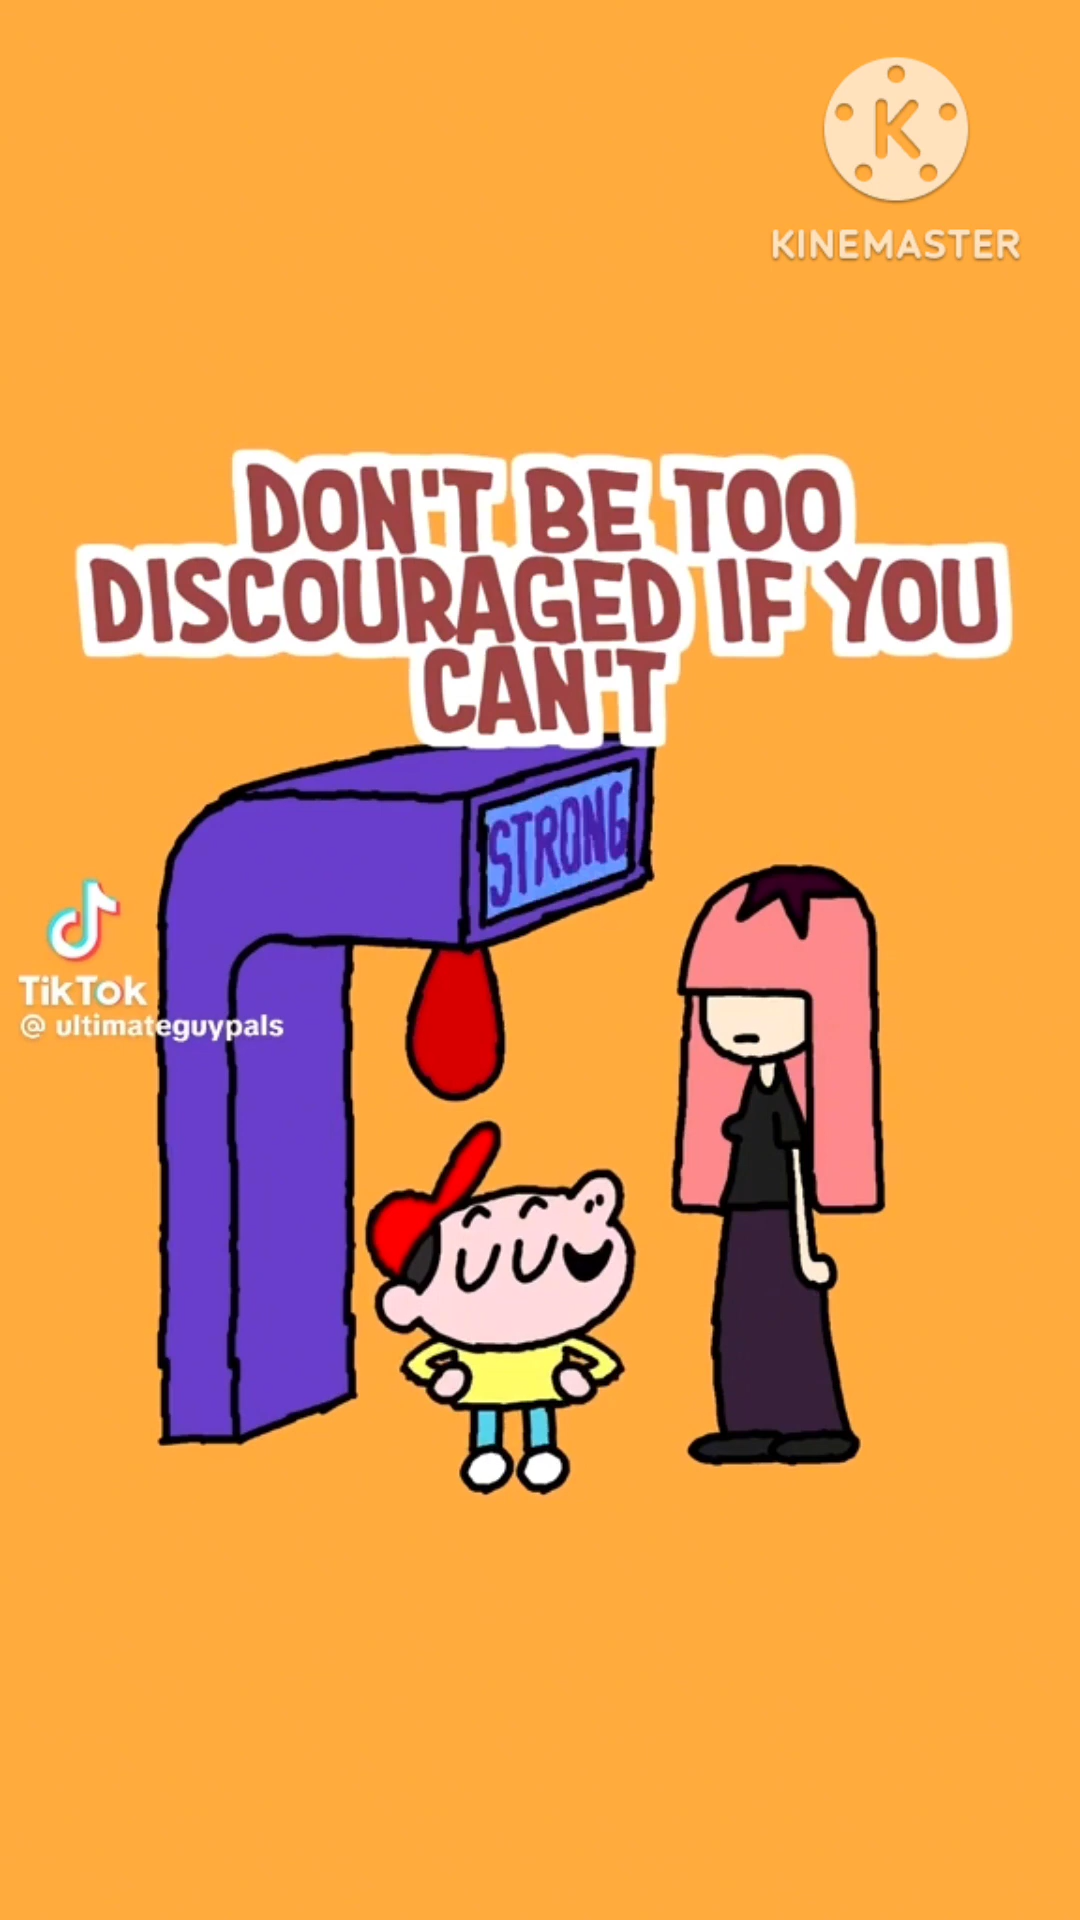 KINEMASTER
DON'T BE TOO
DISCOURAGED IF YOU
CAN'T
STRONG
TikTok
@ ultimateguypals